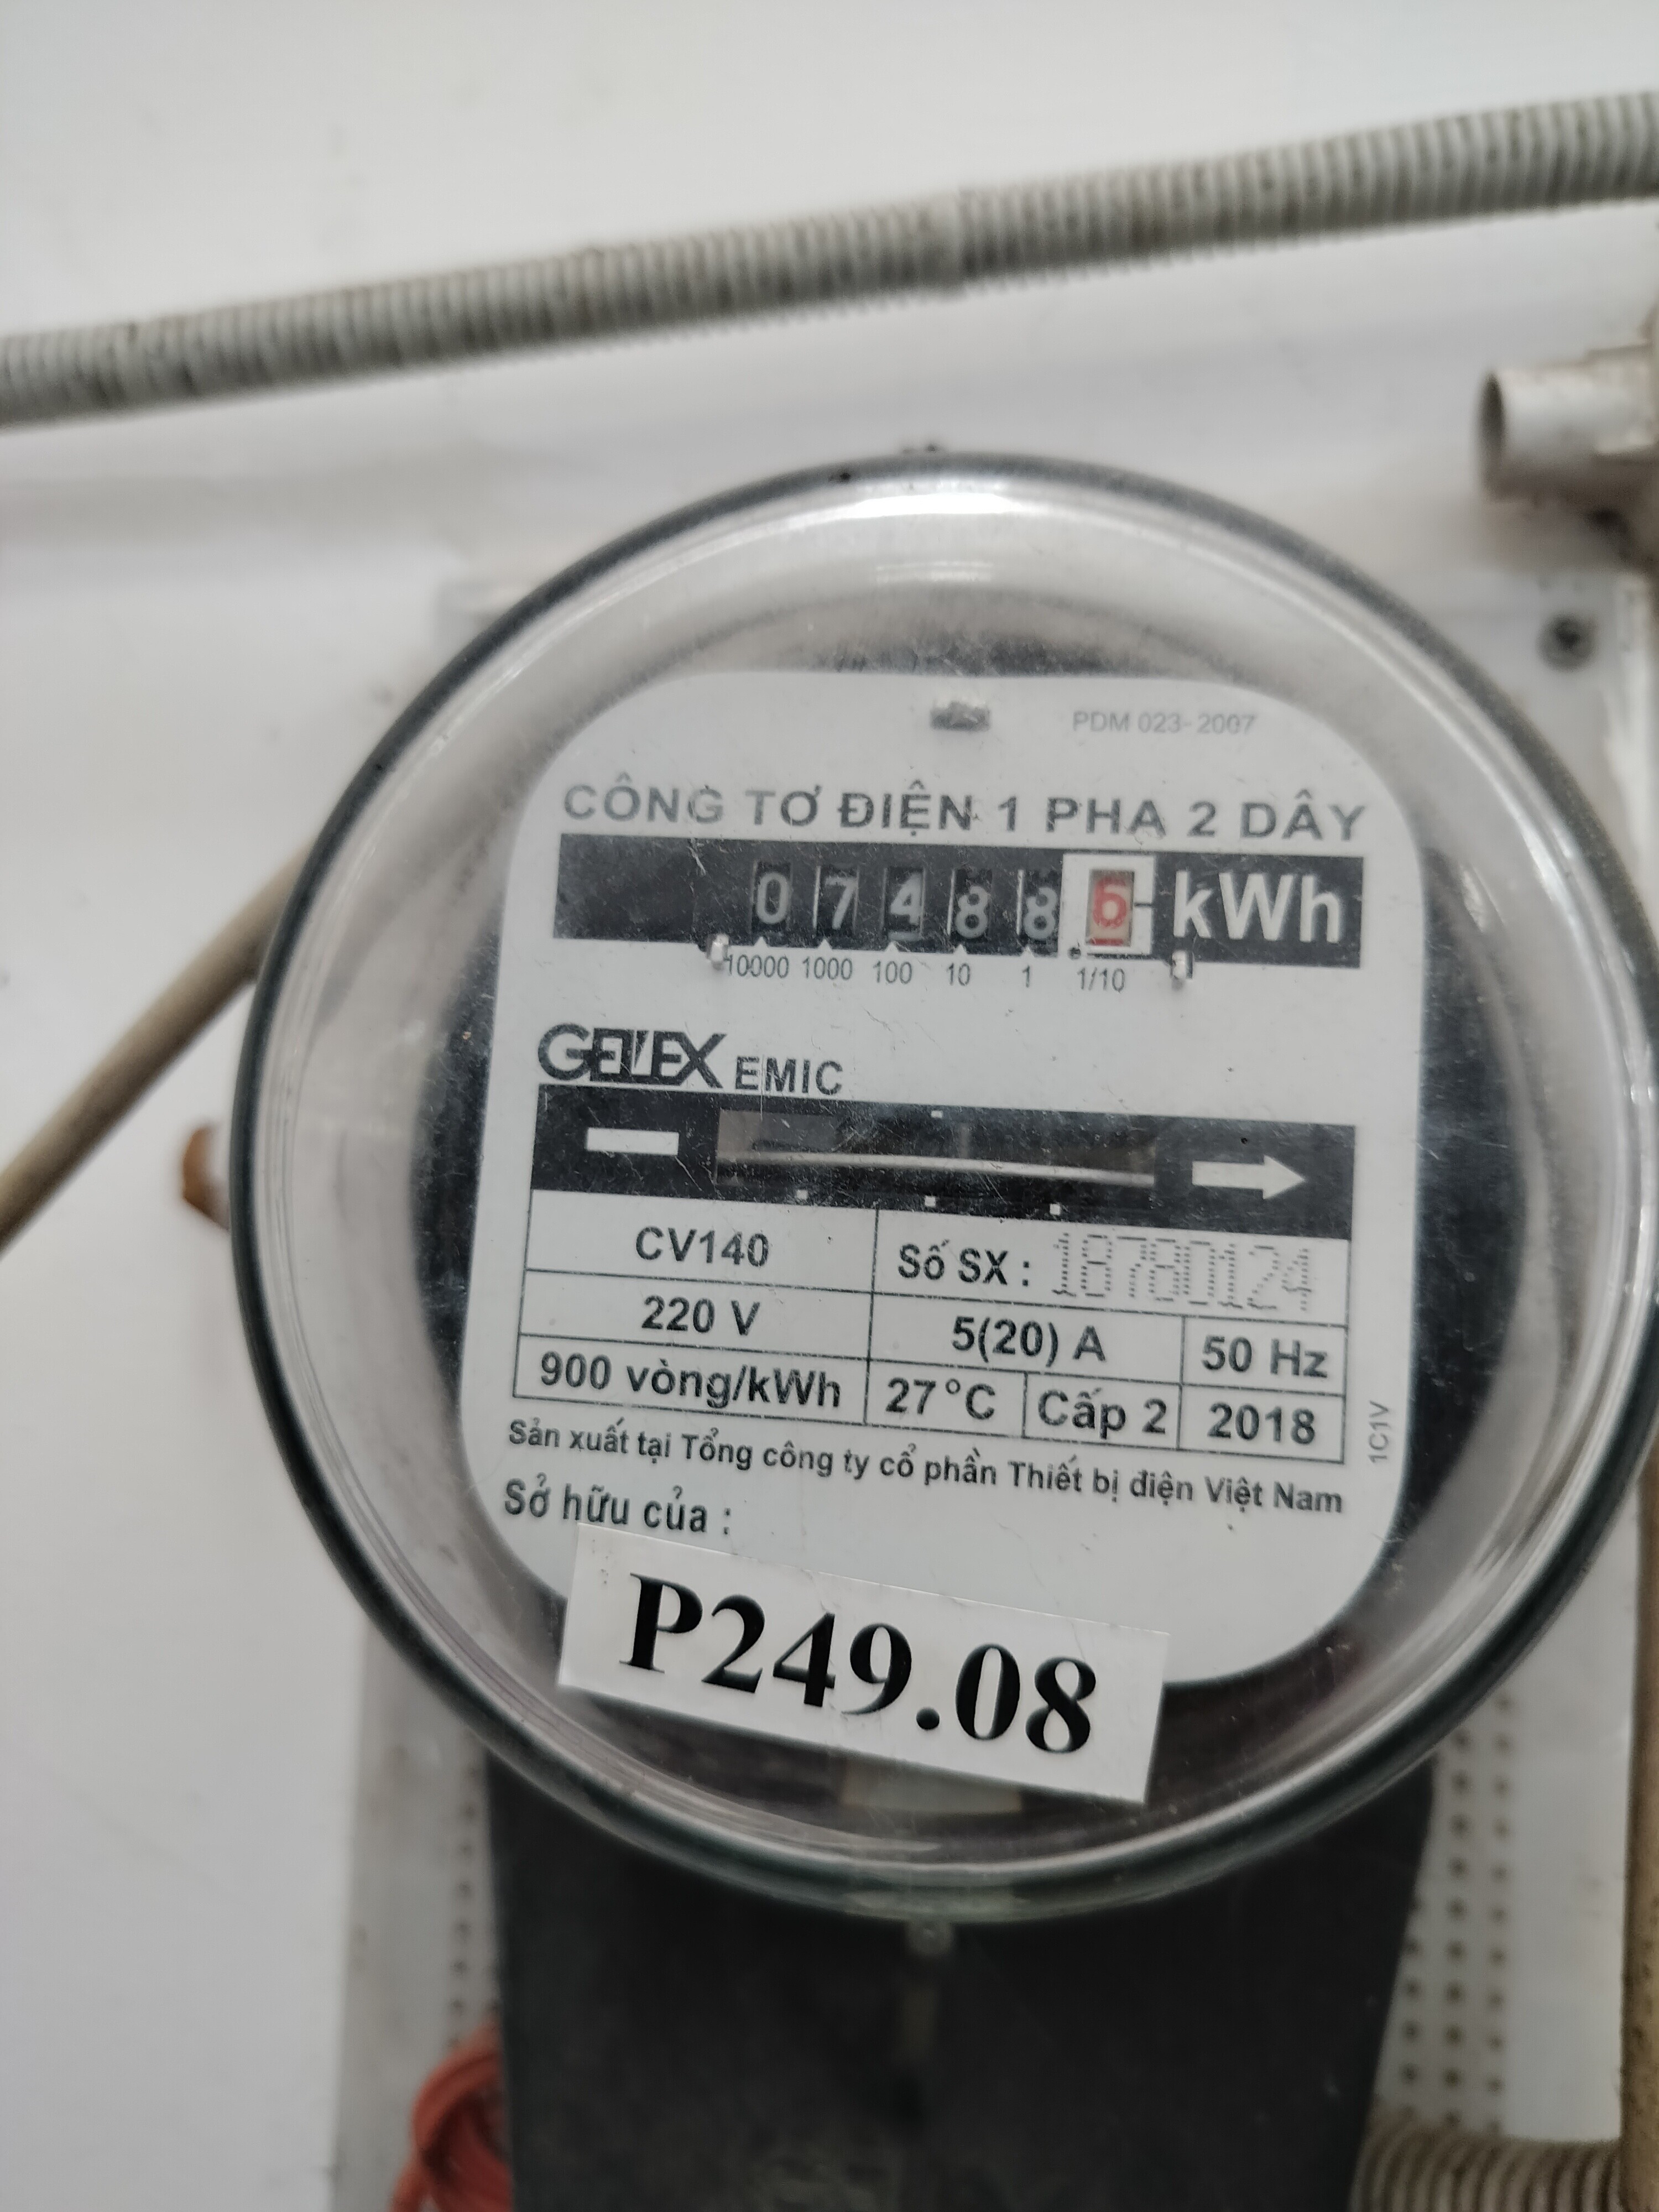 PDM 023-2007
CÔNG TƠ ĐIỆN 1 PHA 2 DÂY
0 7 4 8 8 6 kWh
10000 1000 100 10 1 1/10
GELEX EMIC
CV140 Số SX : 18780124
220 V 5(20) A 50 Hz
900 vòng/kWh 27°C Cấp 2 2018
1C1V
Sản xuất tại Tổng công ty cổ phần Thiết bị điện Việt Nam
Sở hữu của :
P249.08